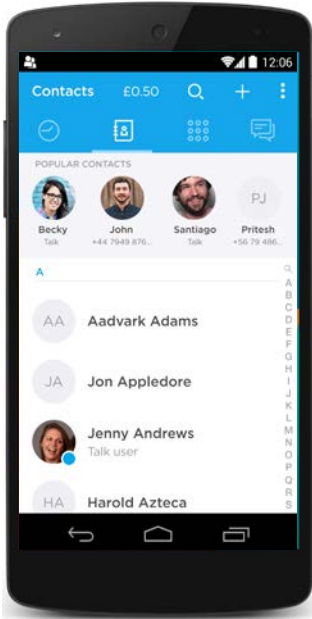 12:06
Contacts £0.50
POPULAR CONTACTS
PJ
Becky John Santiago Pritesh
Talk +44 7949 876... Talk +56 79 486...
A
AA Aadvark Adams
JA Jon Appledore
Jenny Andrews
Talk user
HA Harold Azteca
A
B
C
D
E
F
G
H
I
J
K
L
M
N
O
P
Q
R
S